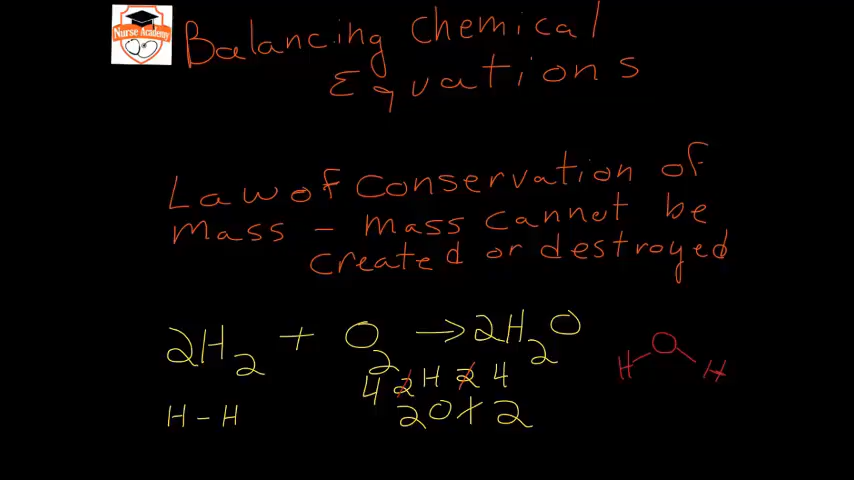 Nurse Academy
Balancing Chemical
Equations
Law of Conservation of
Mass - Mass cannot be
created or destroyed
2H₂ + O₂ → 2H₂O
H O H
4 2 H 2 4
H - H
2 O 1 2